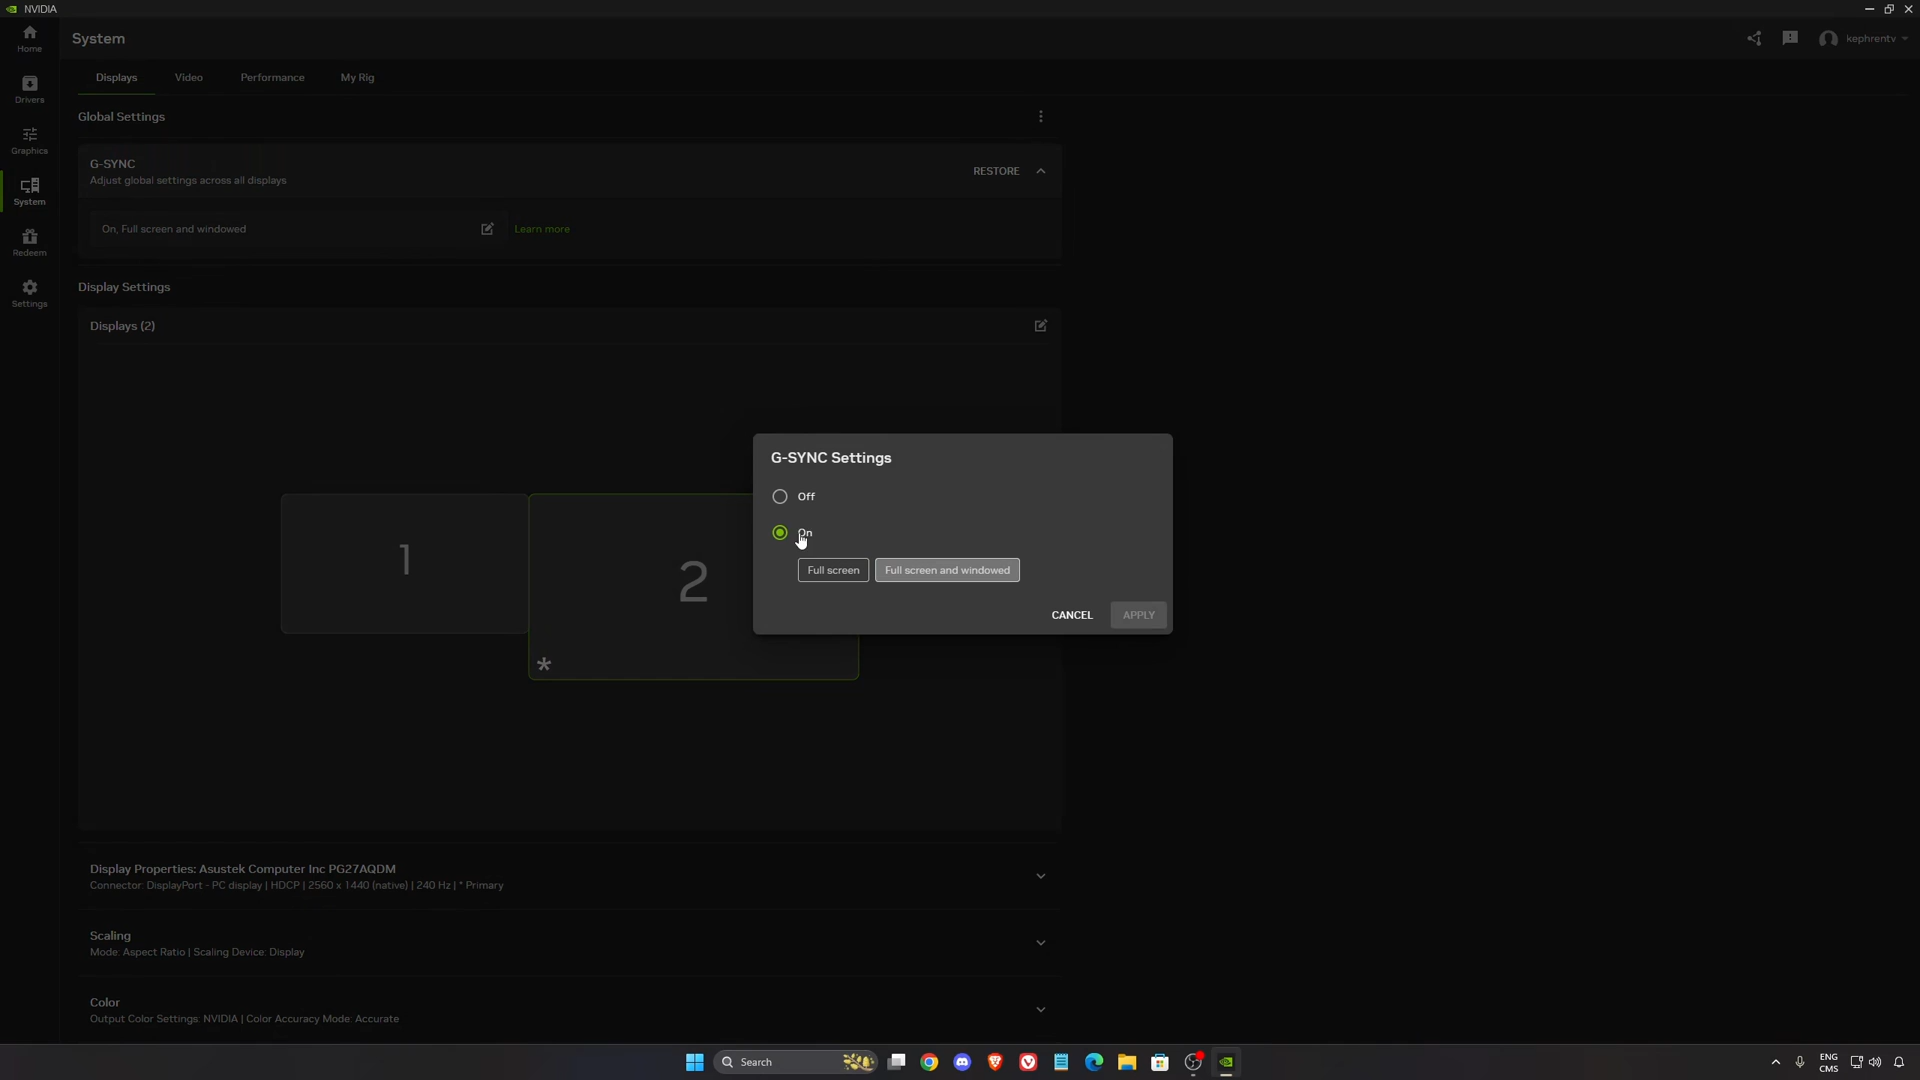 NVIDIA
Home
System
kephrentv
Displays
Video
Performance
My Rig
Drivers
Global Settings
Graphics
G-SYNC
Adjust global settings across all displays
RESTORE
System
On, Full screen and windowed
Learn more
Redeem
Display Settings
Settings
Displays (2)
1
2
*
G-SYNC Settings
Off
On
Full screen
Full screen and windowed
CANCEL
APPLY
Display Properties: Asustek Computer Inc PG27AQDM
Connector: DisplayPort - PC display | HDCP | 2560 x 1440 (native) | 240 Hz | * Primary
Scaling
Mode: Aspect Ratio | Scaling Device: Display
Color
Output Color Settings: NVIDIA | Color Accuracy Mode: Accurate
Search
ENG
CMS